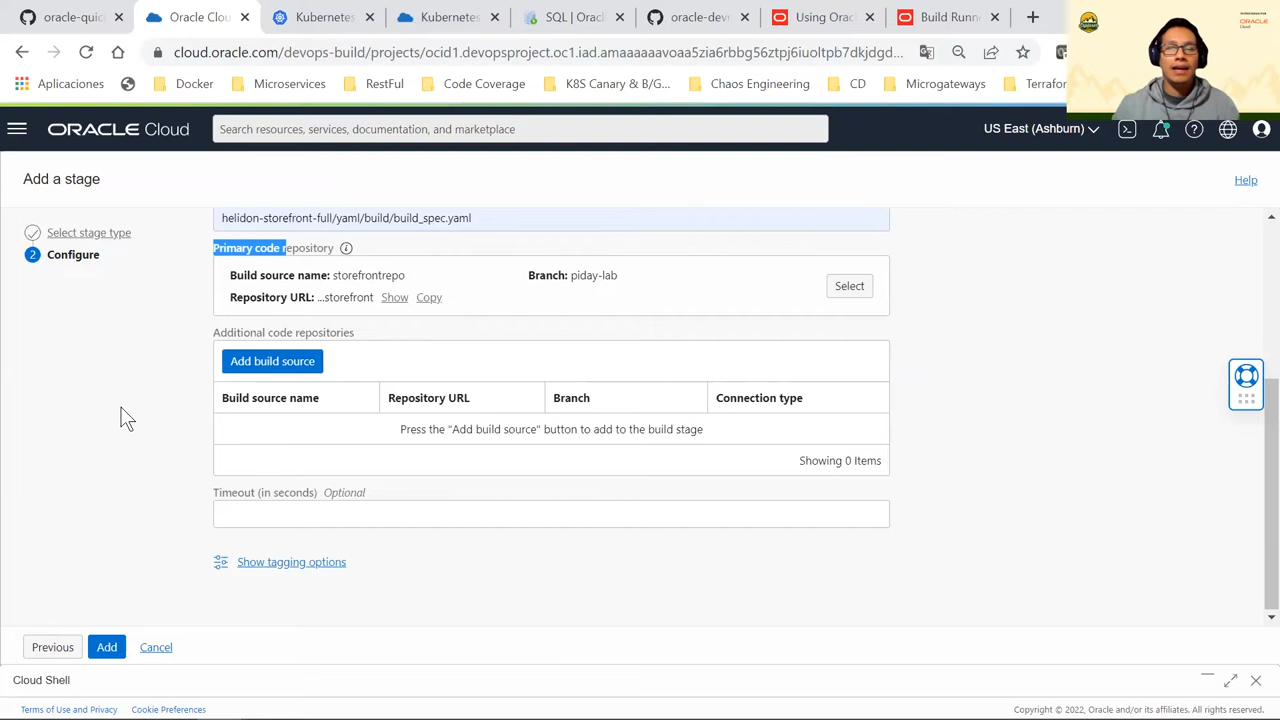 oracle-quic
Oracle Clou
Kubernetes
Kubernetes
New | Oracl
oracle-dev
Using Orac
Build Runn
cloud.oracle.com/devops-build/projects/ocid1.devopsproject.oc1.iad.amaaaaaavoaa5zia6rbbg56ztpj6iuoltpb7dkjdgd...
Aplicaciones
Docker
Microservices
RestFul
Code Coverage
K8S Canary & B/G...
Chaos Engineering
CD
Microgateways
Terrafo
ORACLE Cloud
Search resources, services, documentation, and marketplace
US East (Ashburn)
Add a stage
Help
Select stage type
2 Configure
helidon-storefront-full/yaml/build/build_spec.yaml
Primary code repository
Build source name: storefrontrepo
Branch: piday-lab
Repository URL: ...storefront Show Copy
Select
Additional code repositories
Add build source
Build source name Repository URL Branch Connection type
Press the "Add build source" button to add to the build stage
Showing 0 Items
Timeout (in seconds) Optional
Show tagging options
Previous Add Cancel
Cloud Shell
Terms of Use and Privacy Cookie Preferences Copyright © 2022, Oracle and/or its affiliates. All rights reserved.